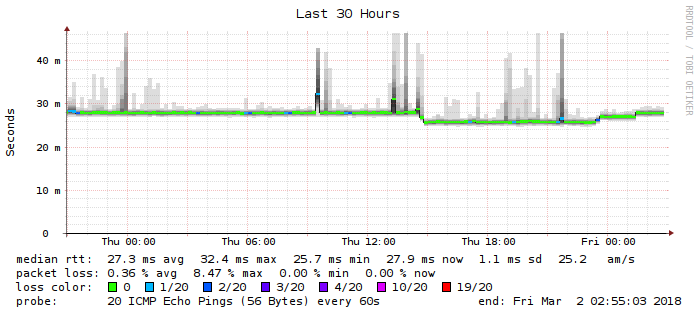 Last 30 Hours
RRDTOOL / TOBI OETIKER
Seconds
40 m
30 m
20 m
10 m
0
Thu 00:00 Thu 06:00 Thu 12:00 Thu 18:00 Fri 00:00
median rtt: 27.3 ms avg 32.4 ms max 25.7 ms min 27.9 ms now 1.1 ms sd 25.2 am/s
packet loss: 0.36 % avg 8.47 % max 0.00 % min 0.00 % now
loss color: 0 1/20 2/20 3/20 4/20 10/20 19/20
probe: 20 ICMP Echo Pings (56 Bytes) every 60s end: Fri Mar 2 02:55:03 2018